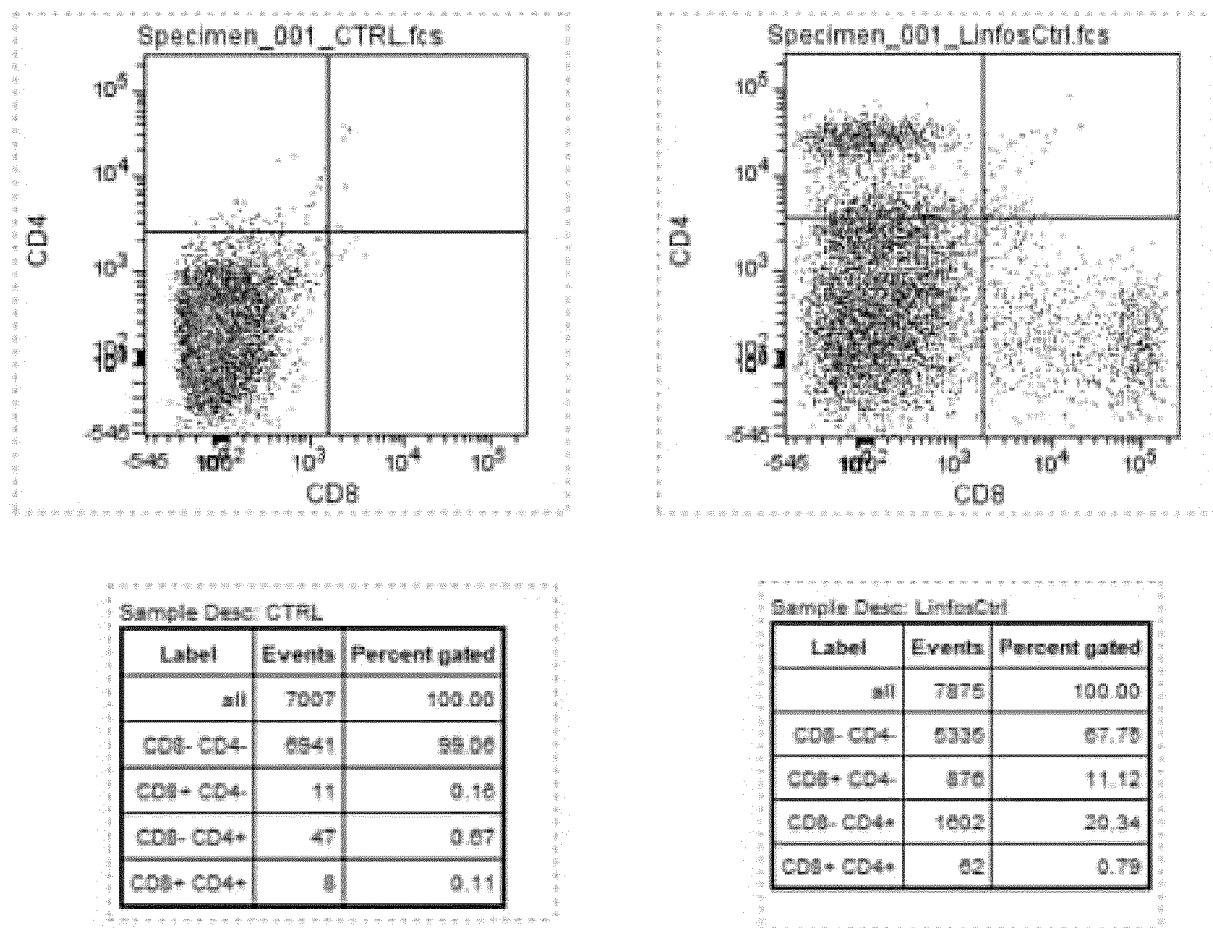 Specimen_001_CTRL.fcs
10^5
10^4
10^3
-545
CD4
-545 10^3 10^4 10^5
CD8
Specimen_001_LinfosCtrl.fcs
10^5
10^4
10^3
-545
CD4
-545 10^3 10^4 10^5
CD8
Sample Desc: CTRL
Label Events Percent gated
all 7007 100.00
CD8- CD4- 6941 99.06
CD8+ CD4- 11 0.16
CD8- CD4+ 47 0.67
CD8+ CD4+ 8 0.11
Sample Desc: LinfosCtrl
Label Events Percent gated
all 7875 100.00
CD8- CD4- 5335 67.75
CD8+ CD4- 876 11.12
CD8- CD4+ 1602 20.34
CD8+ CD4+ 62 0.79